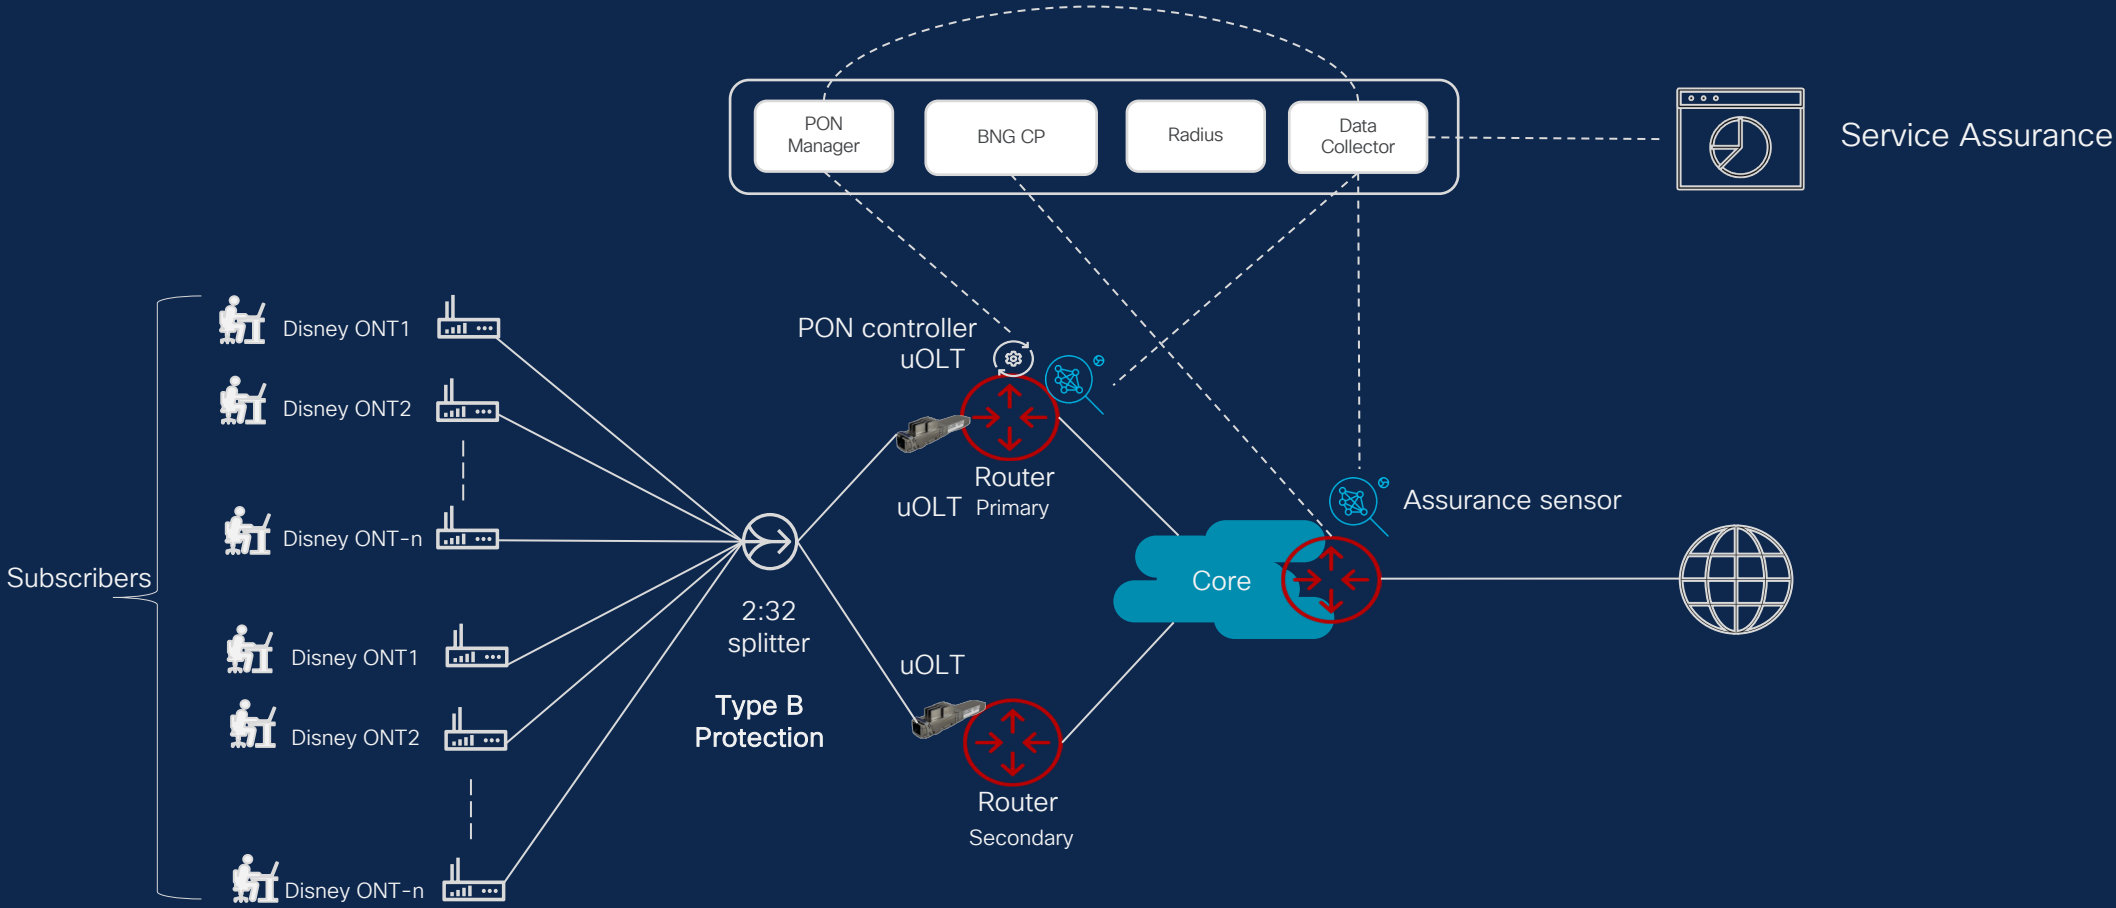 PON
Manager
BNG CP
Radius
Data
Collector
Service Assurance
Subscribers
Disney ONT1
Disney ONT2
Disney ONT-n
Disney ONT1
Disney ONT2
Disney ONT-n
2:32
splitter
Type B
Protection
PON controller
uOLT
Router
uOLT Primary
uOLT
Router
Secondary
Core
Assurance sensor